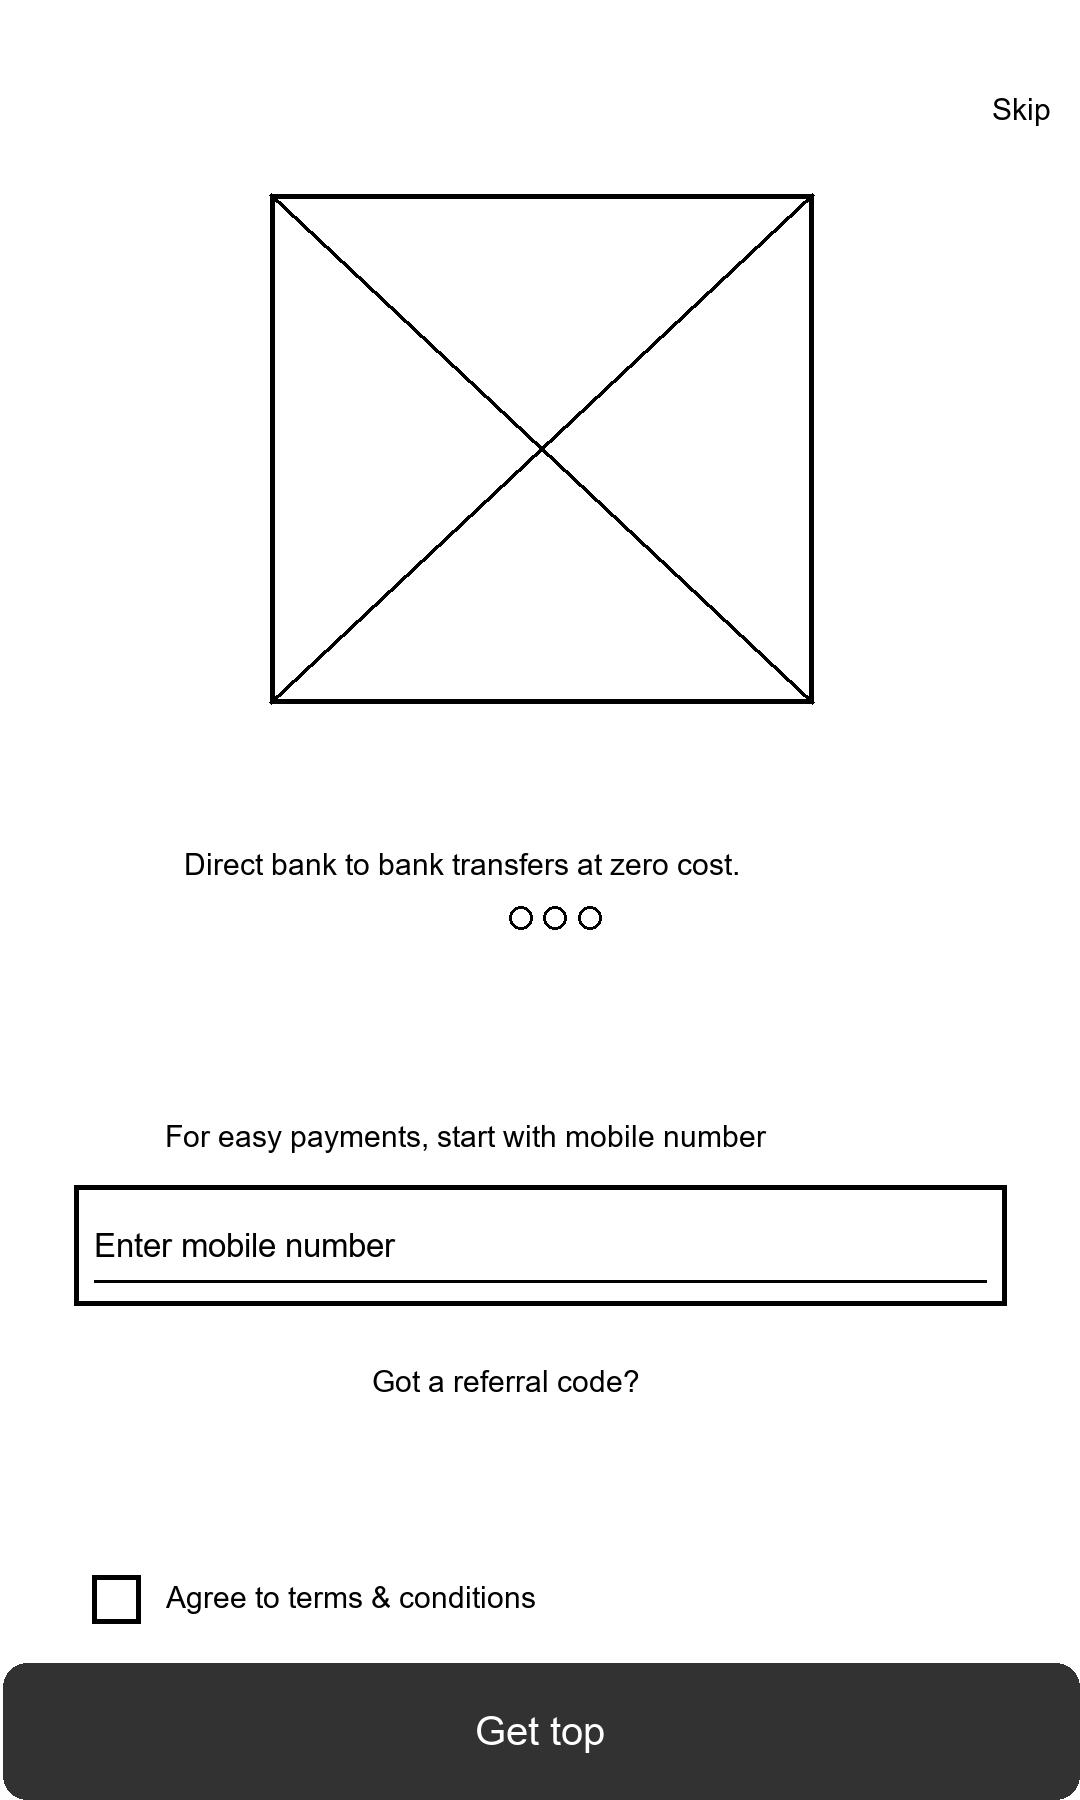 Skip
Direct bank to bank transfers at zero cost.
For easy payments, start with mobile number
Enter mobile number
Got a referral code?
Agree to terms & conditions
Get top